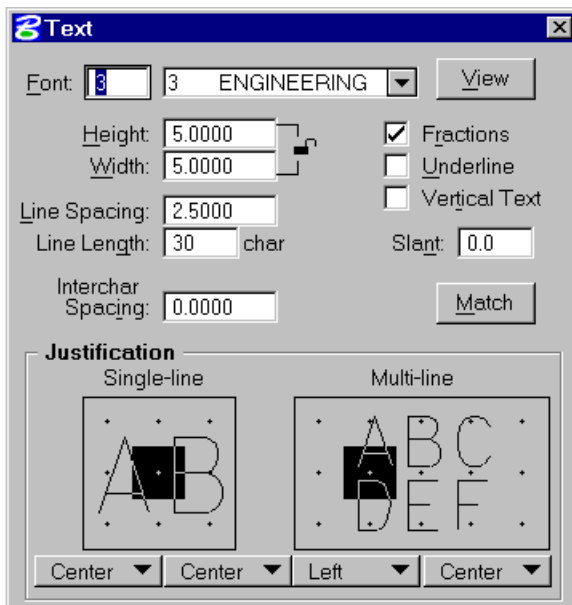 Text
Font: 3 3 ENGINEERING View
Height: 5.0000 Fractions
Width: 5.0000 Underline
Vertical Text
Line Spacing: 2.5000
Line Length: 30 char Slant: 0.0
Interchar
Spacing: 0.0000 Match
Justification
Single-line Multi-line
AB ABC
DEF
Center Center Left Center